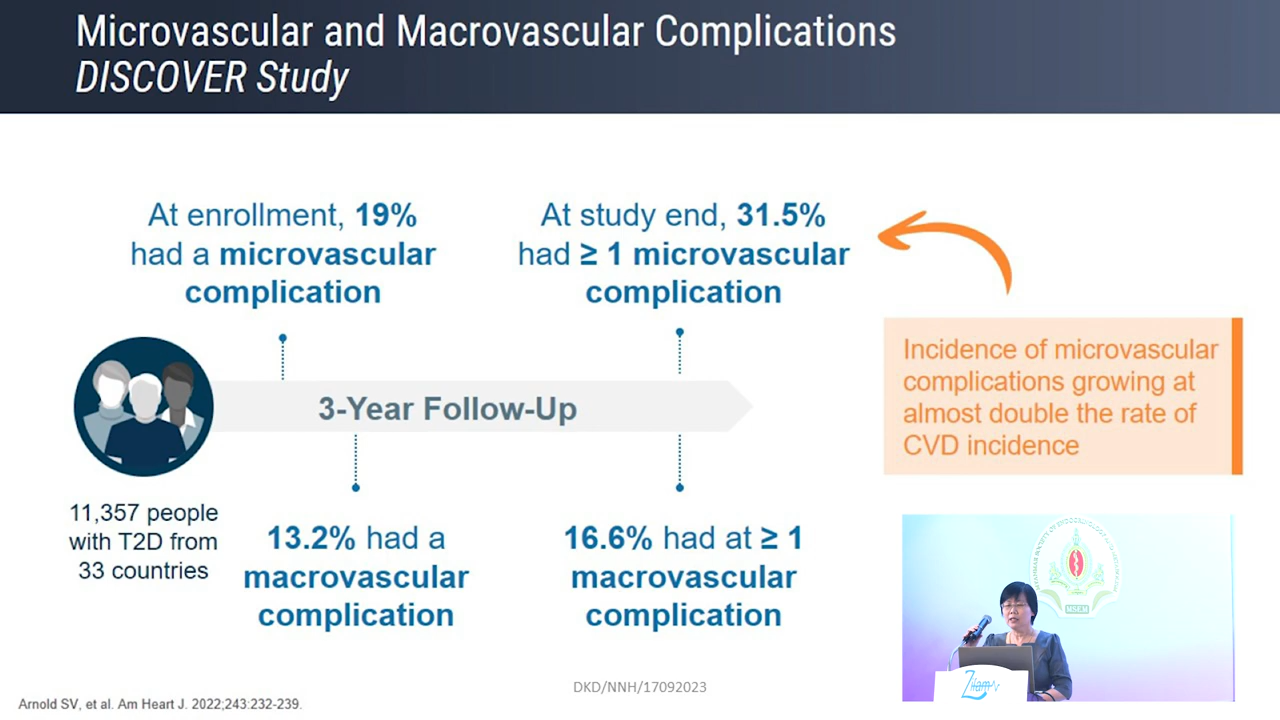 Microvascular and Macrovascular Complications
DISCOVER Study
At enrollment, 19%
had a microvascular
complication
At study end, 31.5%
had ≥ 1 microvascular
complication
Incidence of microvascular
complications growing at
almost double the rate of
CVD incidence
3-Year Follow-Up
11,357 people
with T2D from
33 countries
13.2% had a
macrovascular
complication
16.6% had at ≥ 1
macrovascular
complication
MSEM
DKD/NNH/17092023
Arnold SV, et al. Am Heart J. 2022;243:232-239.